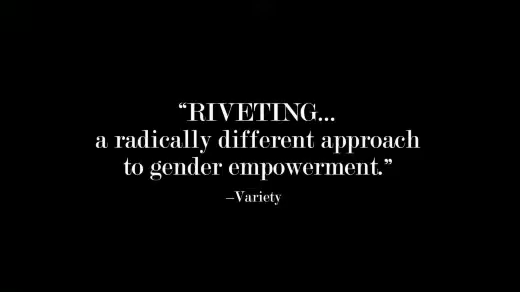 “RIVETING...
a radically different approach
to gender empowerment.”
–Variety